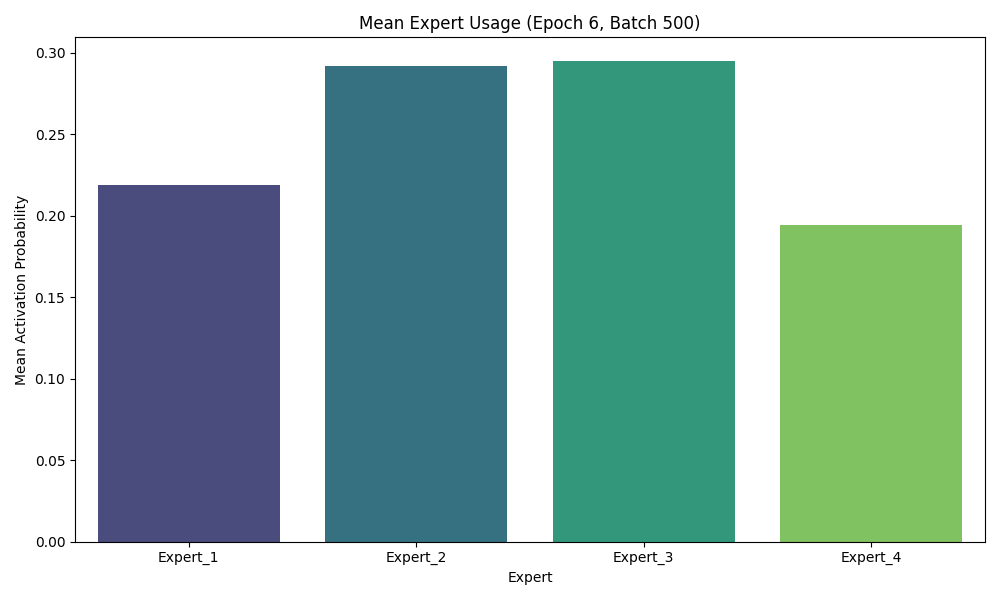 Mean Expert Usage (Epoch 6, Batch 500)
Mean Activation Probability
0.30
0.25
0.20
0.15
0.10
0.05
0.00
Expert_1 Expert_2 Expert_3 Expert_4
Expert